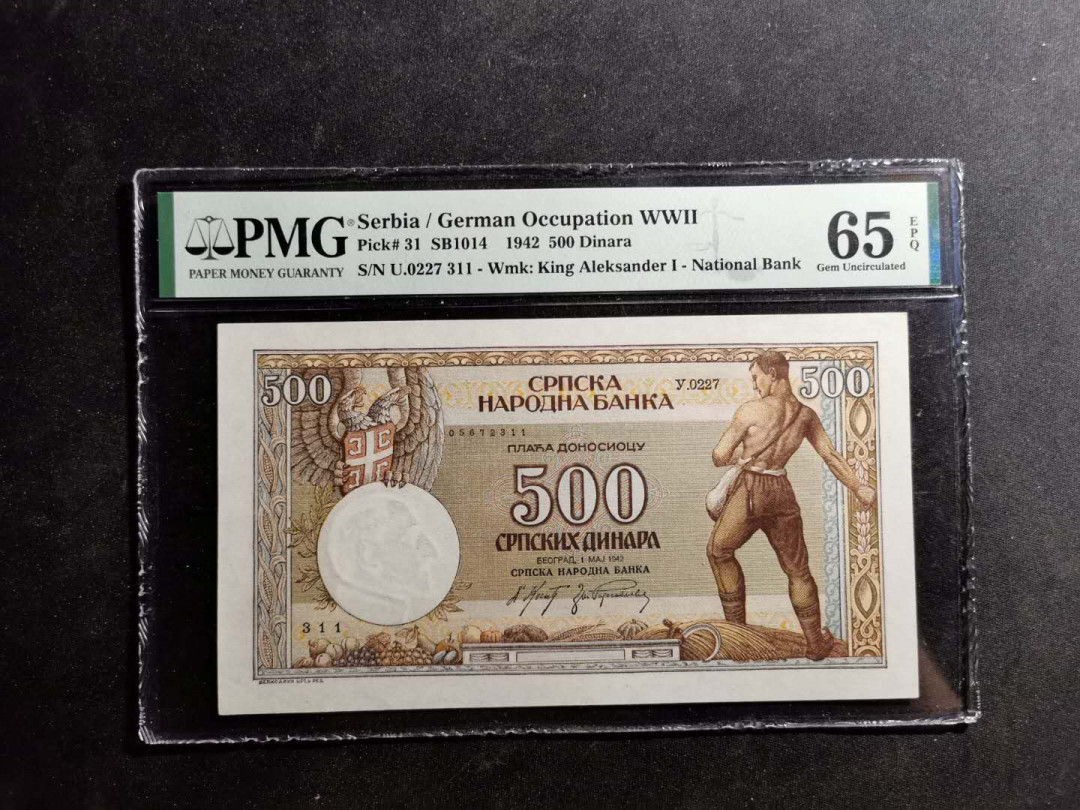 PMG® Serbia / German Occupation WWII
Pick# 31 SB1014 1942 500 Dinara
PAPER MONEY GUARANTY
S/N U.0227 311 - Wmk: King Aleksander I - National Bank
65 EPQ
Gem Uncirculated
500
СРПСКА
НАРОДНА БАНКА
У.0227
500
05672311
ПЛАЋА ДОНОСИОЦУ
500
СРПСКИХ ДИНАРА
БЕОГРАД, 1 МАЈ 1942
СРПСКА НАРОДНА БАНКА
311